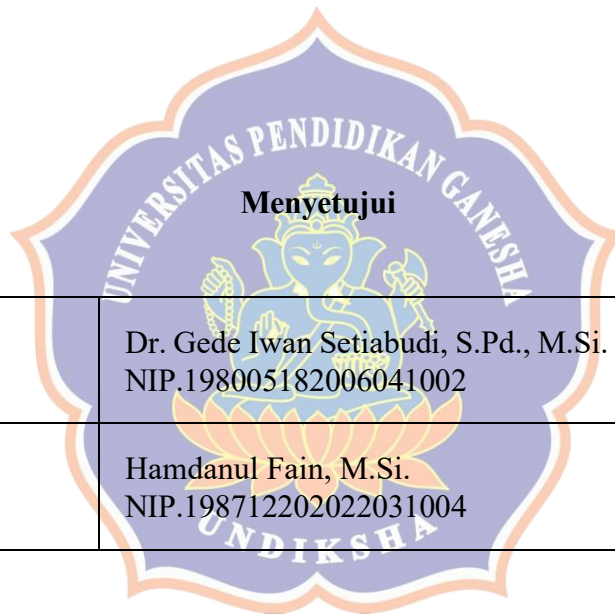 UNIVERSITAS PENDIDIKAN GANESHA
Menyetujui
Dr. Gede Iwan Setiabudi, S.Pd., M.Si.
NIP.198005182006041002
Hamdanul Fain, M.Si.
NIP.198712202022031004
UNDIKSHA